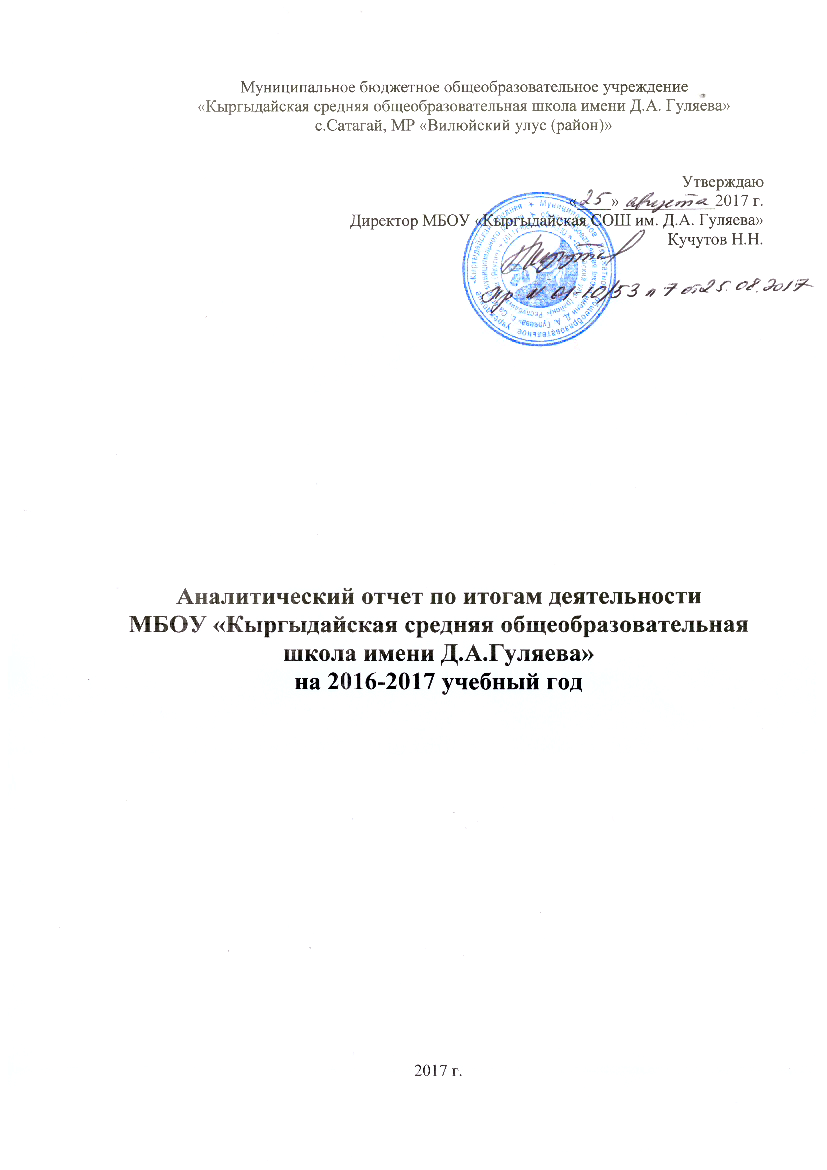 Муниципальное бюджетное общеобразовательное учреждение
«Кыргыдайская средняя общеобразовательная школа имени Д.А. Гуляева»
с.Сатагай, МР «Вилюйский улус (район)»
Утверждаю
«25» августа 2017 г.
Директор МБОУ «Кыргыдайская СОШ им. Д.А. Гуляева»
Кучутов Н.Н.
пр N 01-10/53 п 7 от 25.08.2017
Аналитический отчет по итогам деятельности
МБОУ «Кыргыдайская средняя общеобразовательная
школа имени Д.А.Гуляева»
на 2016-2017 учебный год
2017 г.